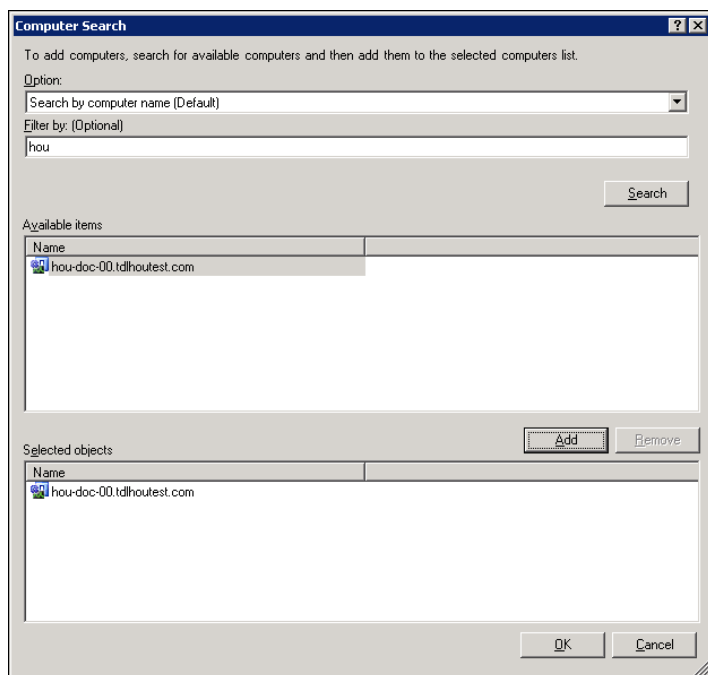 Computer Search
To add computers, search for available computers and then add them to the selected computers list.
Option:
Search by computer name (Default)
Filter by: (Optional)
hou
Search
Available items
Name
hou-doc-00.tdlhoutest.com
Add
Remove
Selected objects
Name
hou-doc-00.tdlhoutest.com
OK
Cancel